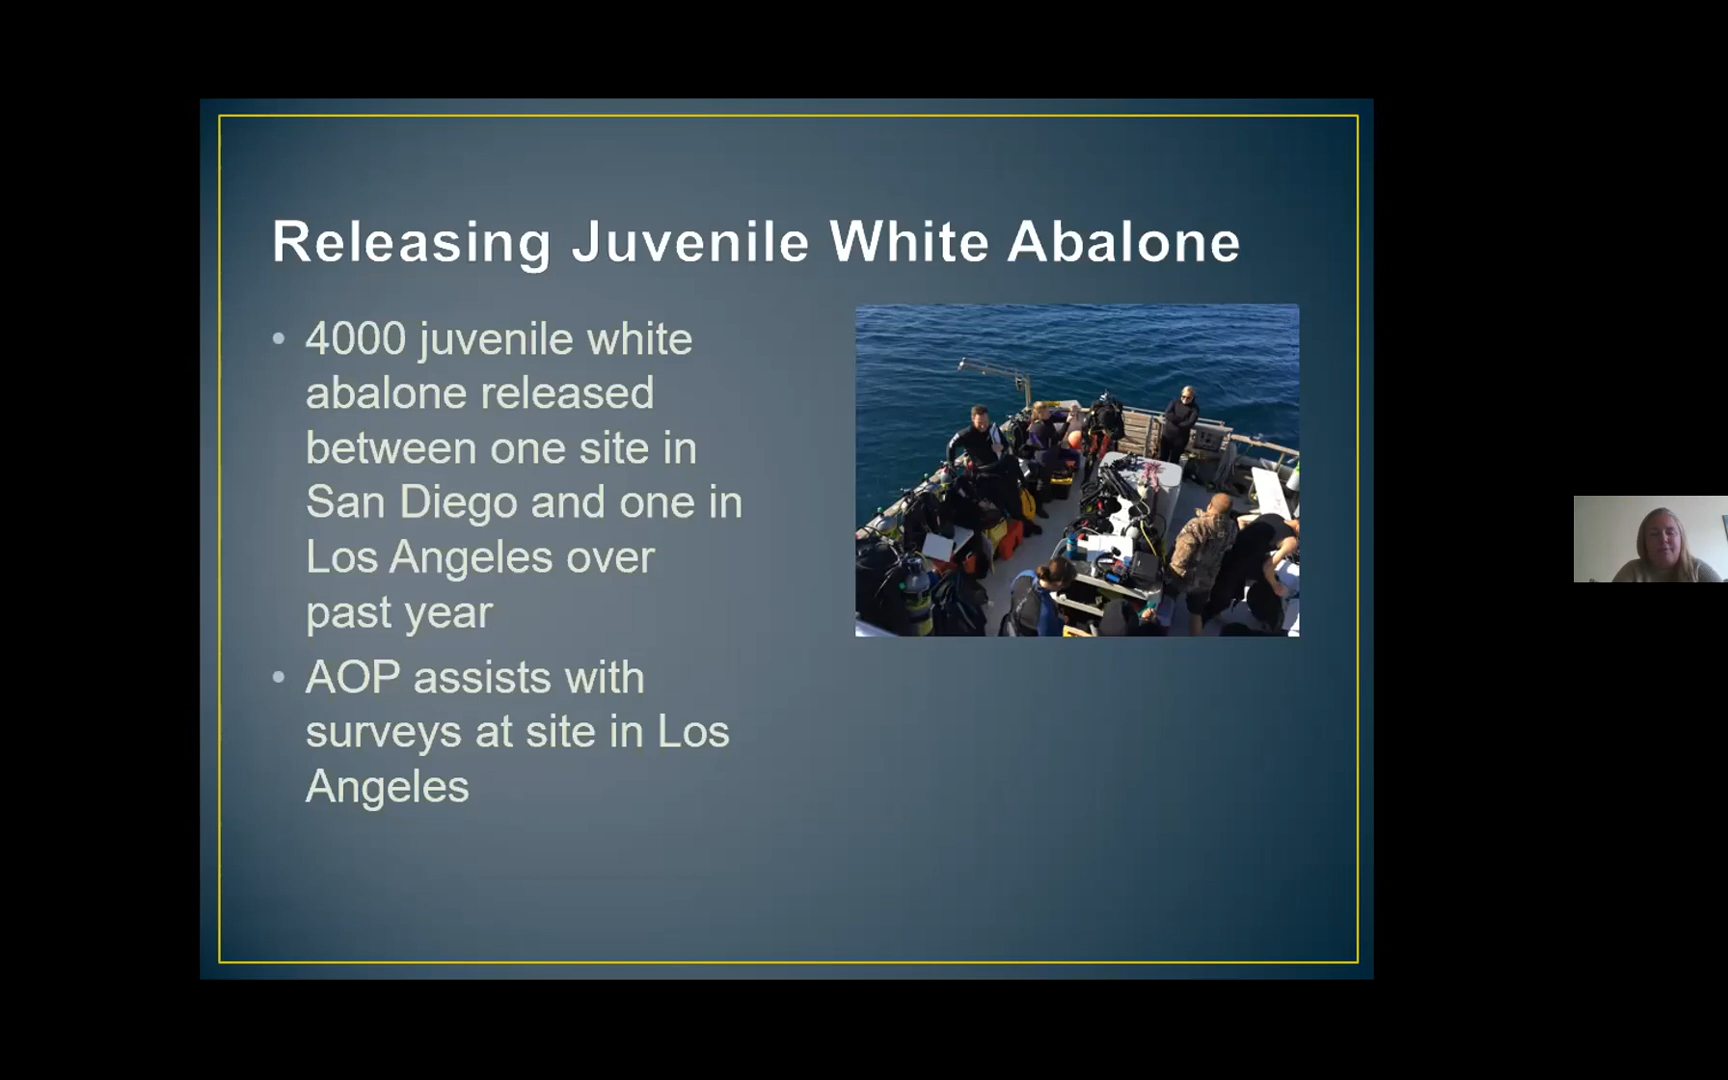 Releasing Juvenile White Abalone
• 4000 juvenile white
abalone released
between one site in
San Diego and one in
Los Angeles over
past year
• AOP assists with
surveys at site in Los
Angeles